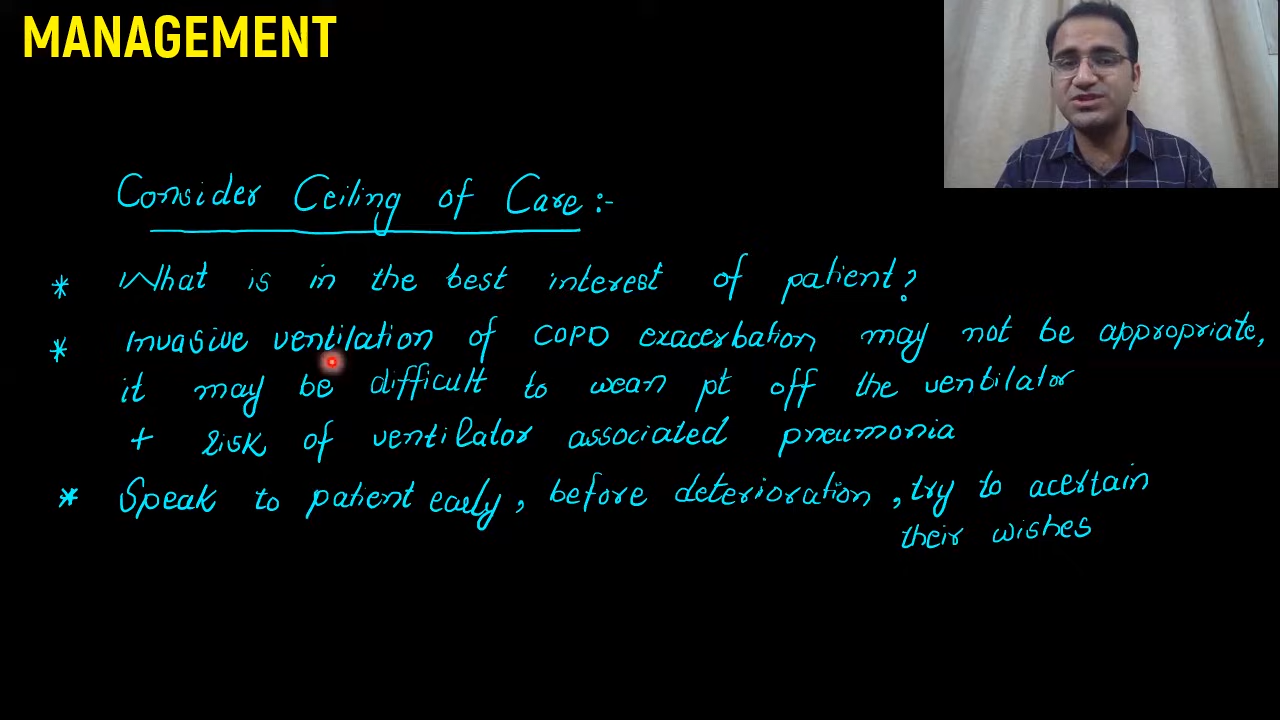 MANAGEMENT
Consider Ceiling of Care :-
* What is in the best interest of patient?
* Invasive ventilation of COPD exacerbation may not be appropriate,
it may be difficult to wean pt off the ventilator
+ risk of ventilator associated pneumonia
* Speak to patient early, before deterioration, try to acertain
their wishes